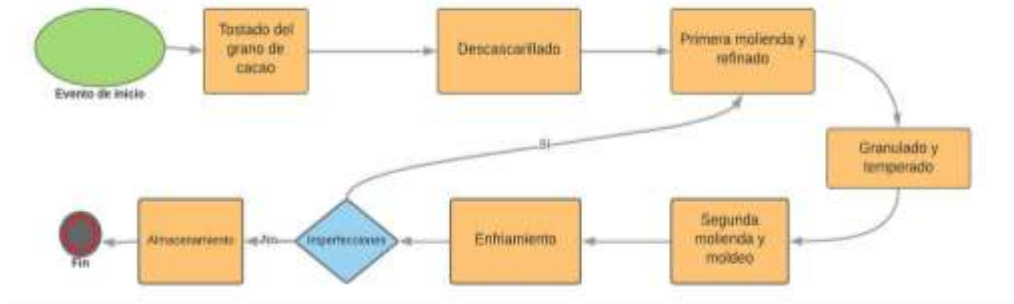 Tostado del
grano de
cacao
Descascarillado
Primera molienda y
refinado
Evento de inicio
Si
Granulado y
temperado
Almacenamiento
No
Imperfecciones
Enfriamiento
Segunda
molienda y
moldeo
Fin